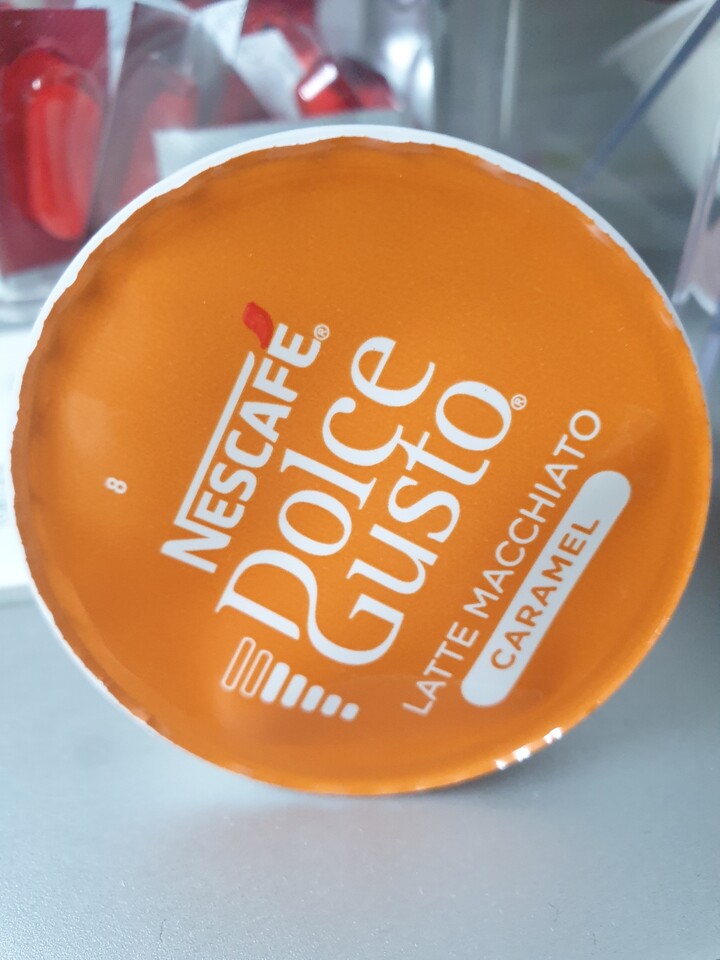 NESCAFÉ®
Dolce
Gusto®
LATTE MACCHIATO
CARAMEL
8